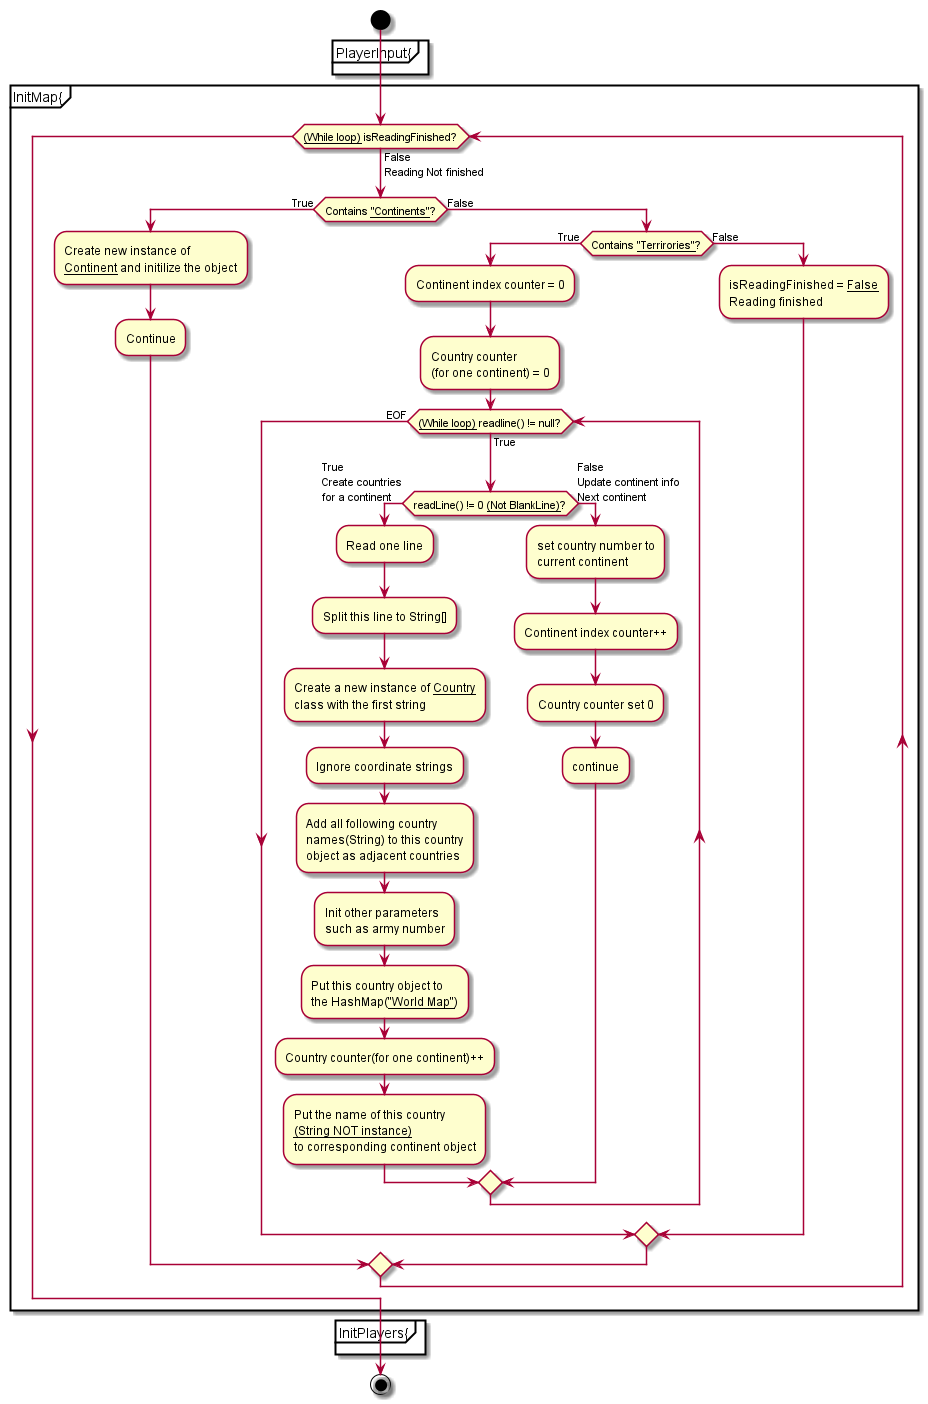 PlayerInput{
InitMap{
(While loop) isReadingFinished?
False
Reading Not finished
True
Contains "Continents"?
False
Create new instance of
Continent and initilize the object
Continue
True
Contains "Terrirories"?
False
Continent index counter = 0
Country counter
(for one continent) = 0
isReadingFinished = False
Reading finished
EOF
(While loop) readline() != null?
True
True
Create countries
for a continent
readLine() != 0 (Not BlankLine)?
False
Update continent info
Next continent
Read one line
Split this line to String[]
Create a new instance of Country
class with the first string
Ignore coordinate strings
Add all following country
names(String) to this country
object as adjacent countries
Init other parameters
such as army number
Put this country object to
the HashMap("World Map")
Country counter(for one continent)++
Put the name of this country
(String NOT instance)
to corresponding continent object
set country number to
current continent
Continent index counter++
Country counter set 0
continue
InitPlayers{